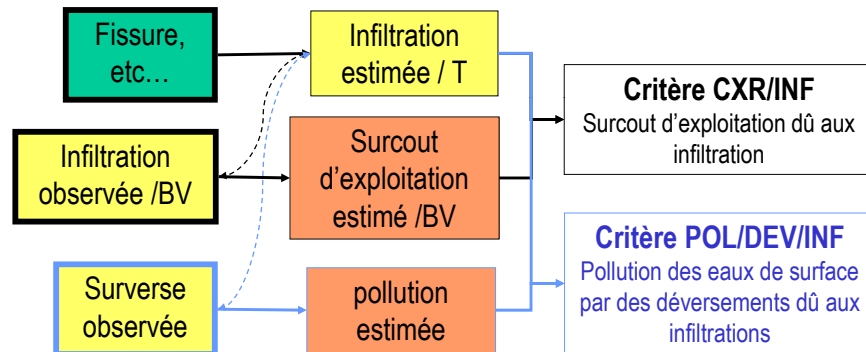 Fissure,
etc…
Infiltration
estimée / T
Critère CXR/INF
Surcout d'exploitation dû aux
infiltration
Infiltration
observée /BV
Surcout
d'exploitation
estimé /BV
Surverse
observée
pollution
estimée
Critère POL/DEV/INF
Pollution des eaux de surface
par des déversements dû aux
infiltrations